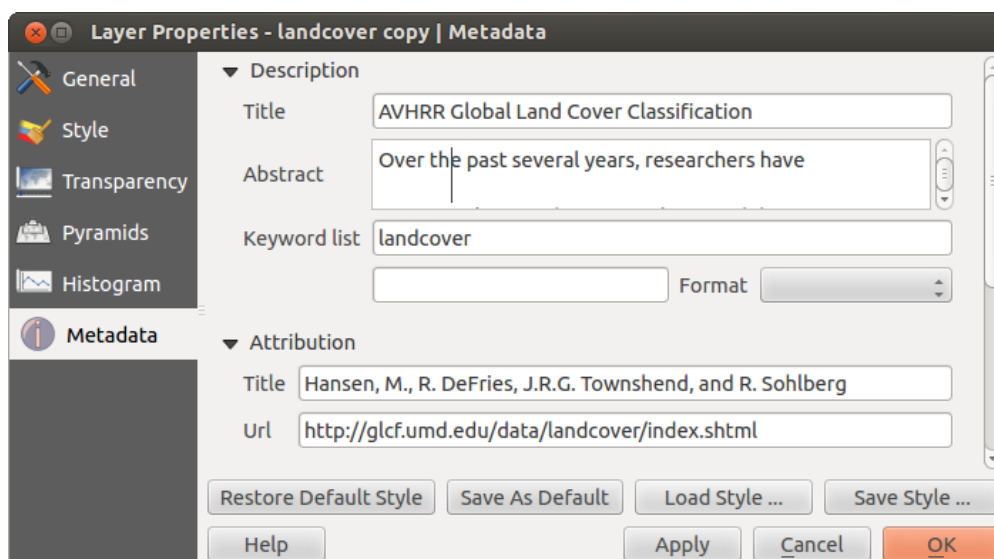 Layer Properties - landcover copy | Metadata
General
Style
Transparency
Pyramids
Histogram
Metadata
Description
Title AVHRR Global Land Cover Classification
Abstract Over the past several years, researchers have
Keyword list landcover
Format
Attribution
Title Hansen, M., R. DeFries, J.R.G. Townshend, and R. Sohlberg
Url http://glcf.umd.edu/data/landcover/index.shtml
Restore Default Style Save As Default Load Style ... Save Style ...
Help Apply Cancel OK